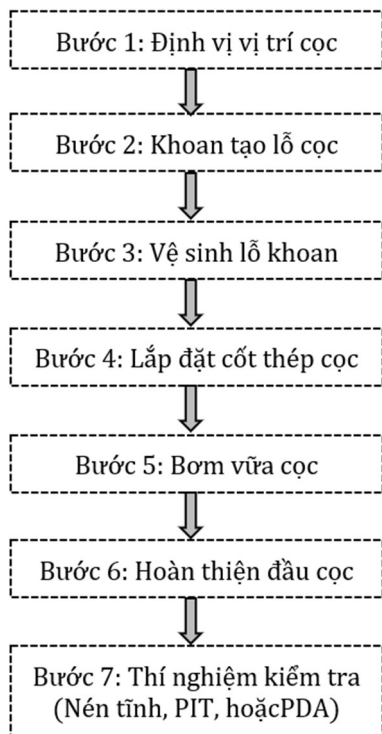 Bước 1: Định vị vị trí cọc
Bước 2: Khoan tạo lỗ cọc
Bước 3: Vệ sinh lỗ khoan
Bước 4: Lắp đặt cốt thép cọc
Bước 5: Bơm vữa cọc
Bước 6: Hoàn thiện đầu cọc
Bước 7: Thí nghiệm kiểm tra
(Nén tĩnh, PIT, hoặcPDA)